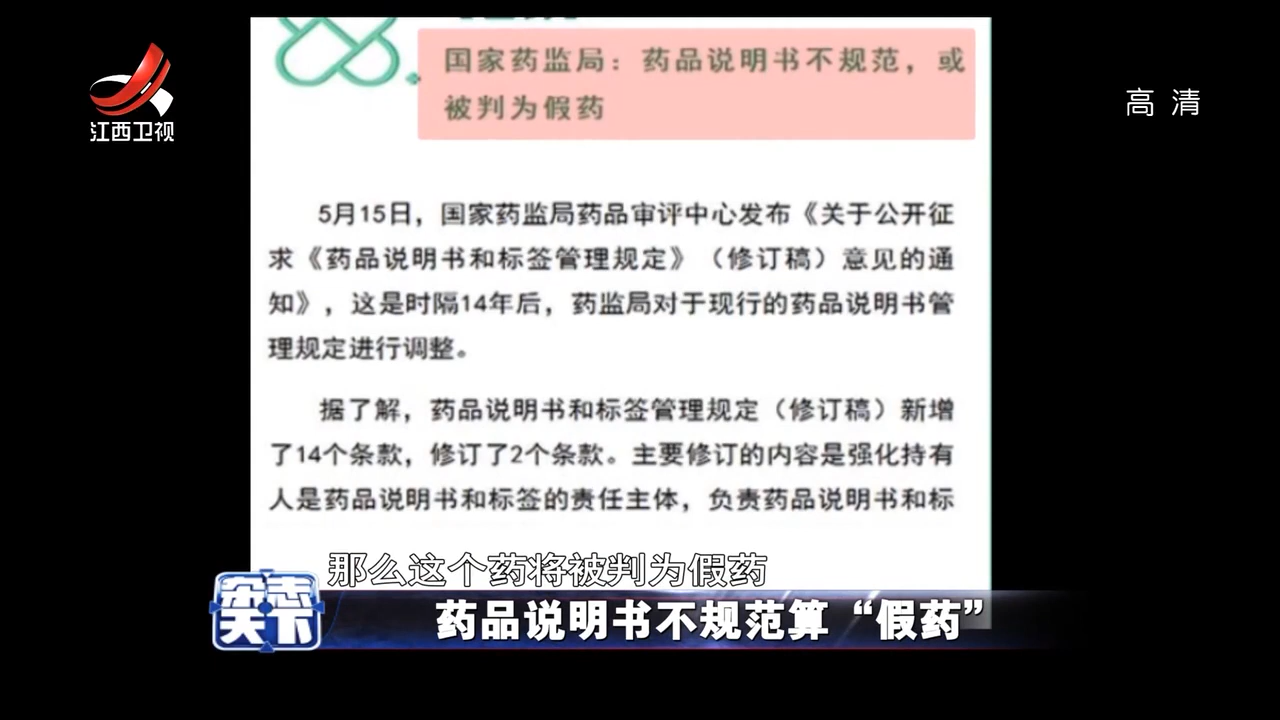 江西卫视
高清
国家药监局：药品说明书不规范，或
被判为假药
5月15日，国家药监局药品审评中心发布《关于公开征
求《药品说明书和标签管理规定》（修订稿）意见的通
知》，这是时隔14年后，药监局对于现行的药品说明书管
理规定进行调整。
据了解，药品说明书和标签管理规定（修订稿）新增
了14个条款，修订了2个条款。主要修订的内容是强化持有
人是药品说明书和标签的责任主体，负责药品说明书和标
那么这个药将被判为假药
杂志
天下
药品说明书不规范算“假药”